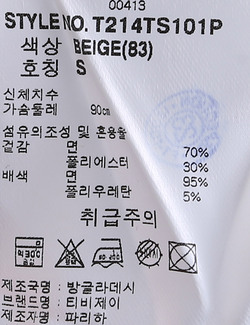 00413
STYLE NO. T214TS101P
색상 BEIGE(83)
호칭 S
신체치수
가슴둘레 90cm
섬유의조성 및 혼용율
겉감 면 70%
폴리에스터 30%
배색 면 95%
폴리우레탄 5%
취급주의
제조국명 : 방글라데시
브랜드명 : 티비제이
제조자명 : 파리하